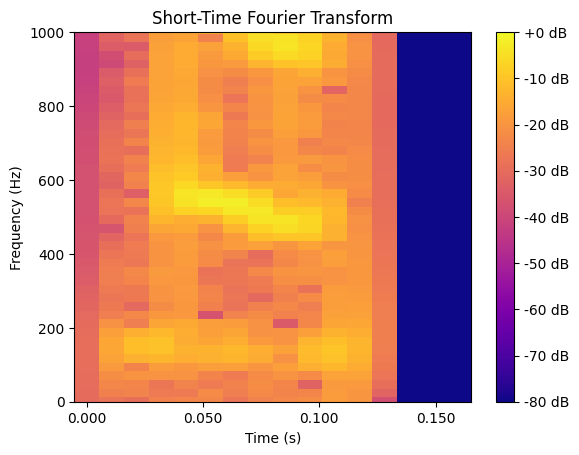 Short-Time Fourier Transform
1000
800
600
400
200
0
Frequency (Hz)
0.000
0.050
0.100
0.150
Time (s)
+0 dB
-10 dB
-20 dB
-30 dB
-40 dB
-50 dB
-60 dB
-70 dB
-80 dB